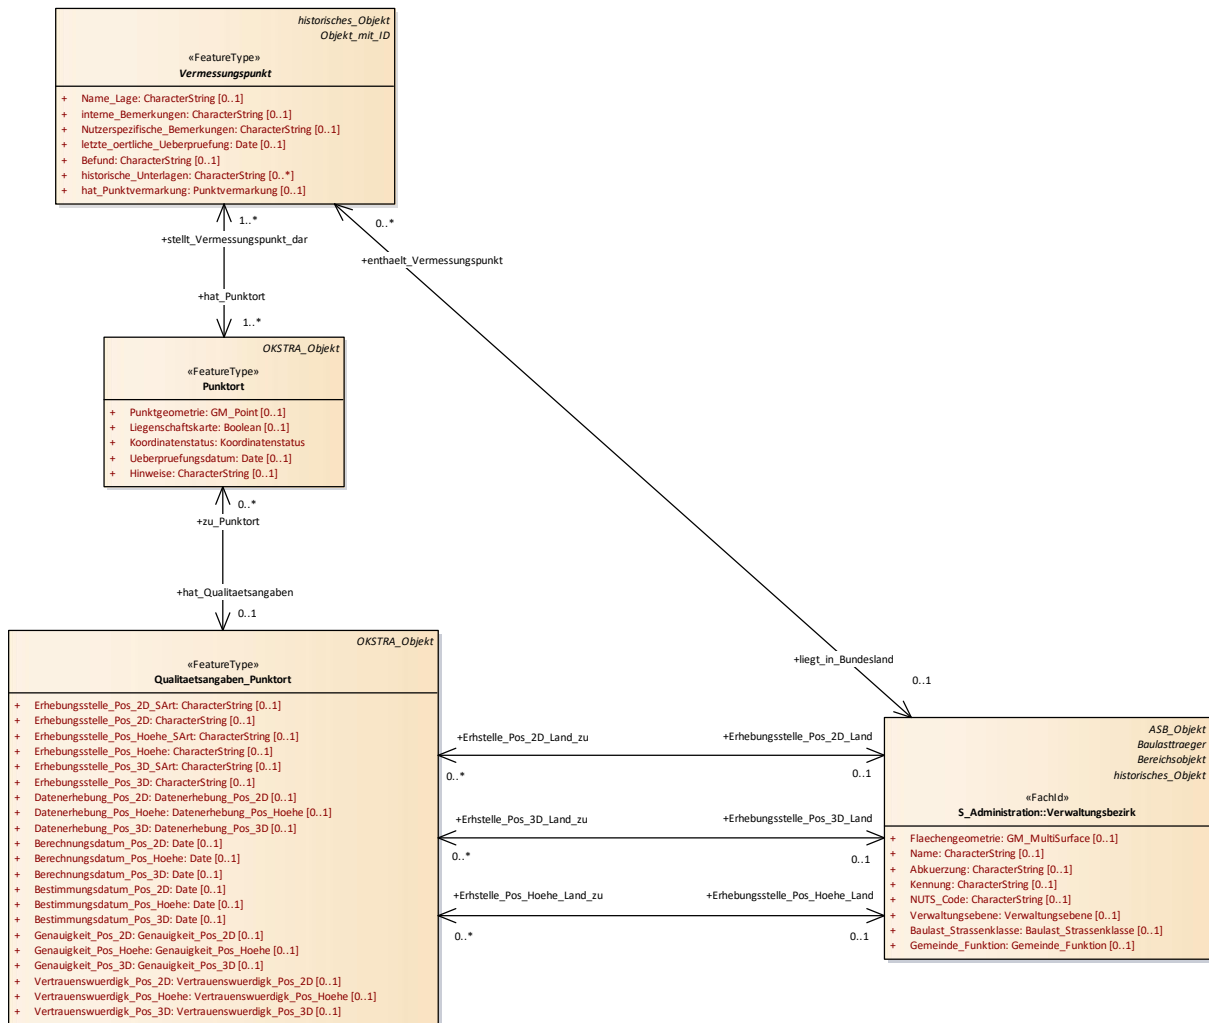 historisches_Objekt
Objekt_mit_ID
«FeatureType»
Vermessungspunkt
+ Name_Lage: CharacterString [0..1]
+ interne_Bemerkungen: CharacterString [0..1]
+ Nutzerspezifische_Bemerkungen: CharacterString [0..1]
+ letzte_oertliche_Ueberpruefung: Date [0..1]
+ Befund: CharacterString [0..1]
+ historische_Unterlagen: CharacterString [0..*]
+ hat_Punktvermarkung: Punktvermarkung [0..1]
1..*
+stellt_Vermessungspunkt_dar
0..*
+enthaelt_Vermessungspunkt
+hat_Punktort
1..*
OKSTRA_Objekt
«FeatureType»
Punktort
+ Punktgeometrie: GM_Point [0..1]
+ Liegenschaftskarte: Boolean [0..1]
+ Koordinatenstatus: Koordinatenstatus
+ Ueberpruefungsdatum: Date [0..1]
+ Hinweise: CharacterString [0..1]
0..*
+zu_Punktort
+hat_Qualitaetsangaben
0..1
OKSTRA_Objekt
«FeatureType»
Qualitaetsangaben_Punktort
+ Erhebungsstelle_Pos_2D_SArt: CharacterString [0..1]
+ Erhebungsstelle_Pos_2D: CharacterString [0..1]
+ Erhebungsstelle_Pos_Hoehe_SArt: CharacterString [0..1]
+ Erhebungsstelle_Pos_Hoehe: CharacterString [0..1]
+ Erhebungsstelle_Pos_3D_SArt: CharacterString [0..1]
+ Erhebungsstelle_Pos_3D: CharacterString [0..1]
+ Datenerhebung_Pos_2D: Datenerhebung_Pos_2D [0..1]
+ Datenerhebung_Pos_Hoehe: Datenerhebung_Pos_Hoehe [0..1]
+ Datenerhebung_Pos_3D: Datenerhebung_Pos_3D [0..1]
+ Berechnungsdatum_Pos_2D: Date [0..1]
+ Berechnungsdatum_Pos_Hoehe: Date [0..1]
+ Berechnungsdatum_Pos_3D: Date [0..1]
+ Bestimmungsdatum_Pos_2D: Date [0..1]
+ Bestimmungsdatum_Pos_Hoehe: Date [0..1]
+ Bestimmungsdatum_Pos_3D: Date [0..1]
+ Genauigkeit_Pos_2D: Genauigkeit_Pos_2D [0..1]
+ Genauigkeit_Pos_Hoehe: Genauigkeit_Pos_Hoehe [0..1]
+ Genauigkeit_Pos_3D: Genauigkeit_Pos_3D [0..1]
+ Vertrauenswuerdigk_Pos_2D: Vertrauenswuerdigk_Pos_2D [0..1]
+ Vertrauenswuerdigk_Pos_Hoehe: Vertrauenswuerdigk_Pos_Hoehe [0..1]
+ Vertrauenswuerdigk_Pos_3D: Vertrauenswuerdigk_Pos_3D [0..1]
+liegt_in_Bundesland
0..1
+Erhstelle_Pos_2D_Land_zu
+Erhebungsstelle_Pos_2D_Land
0..*
0..1
+Erhstelle_Pos_3D_Land_zu
+Erhebungsstelle_Pos_3D_Land
0..*
0..1
+Erhstelle_Pos_Hoehe_Land_zu
+Erhebungsstelle_Pos_Hoehe_Land
0..*
0..1
ASB_Objekt
Baulasttraeger
Bereichsobjekt
historisches_Objekt
«FachId»
S_Administration::Verwaltungsbezirk
+ Flaechengeometrie: GM_MultiSurface [0..1]
+ Name: CharacterString [0..1]
+ Abkuerzung: CharacterString [0..1]
+ Kennung: CharacterString [0..1]
+ NUTS_Code: CharacterString [0..1]
+ Verwaltungsebene: Verwaltungsebene [0..1]
+ Baulast_Strassenklasse: Baulast_Strassenklasse [0..1]
+ Gemeinde_Funktion: Gemeinde_Funktion [0..1]